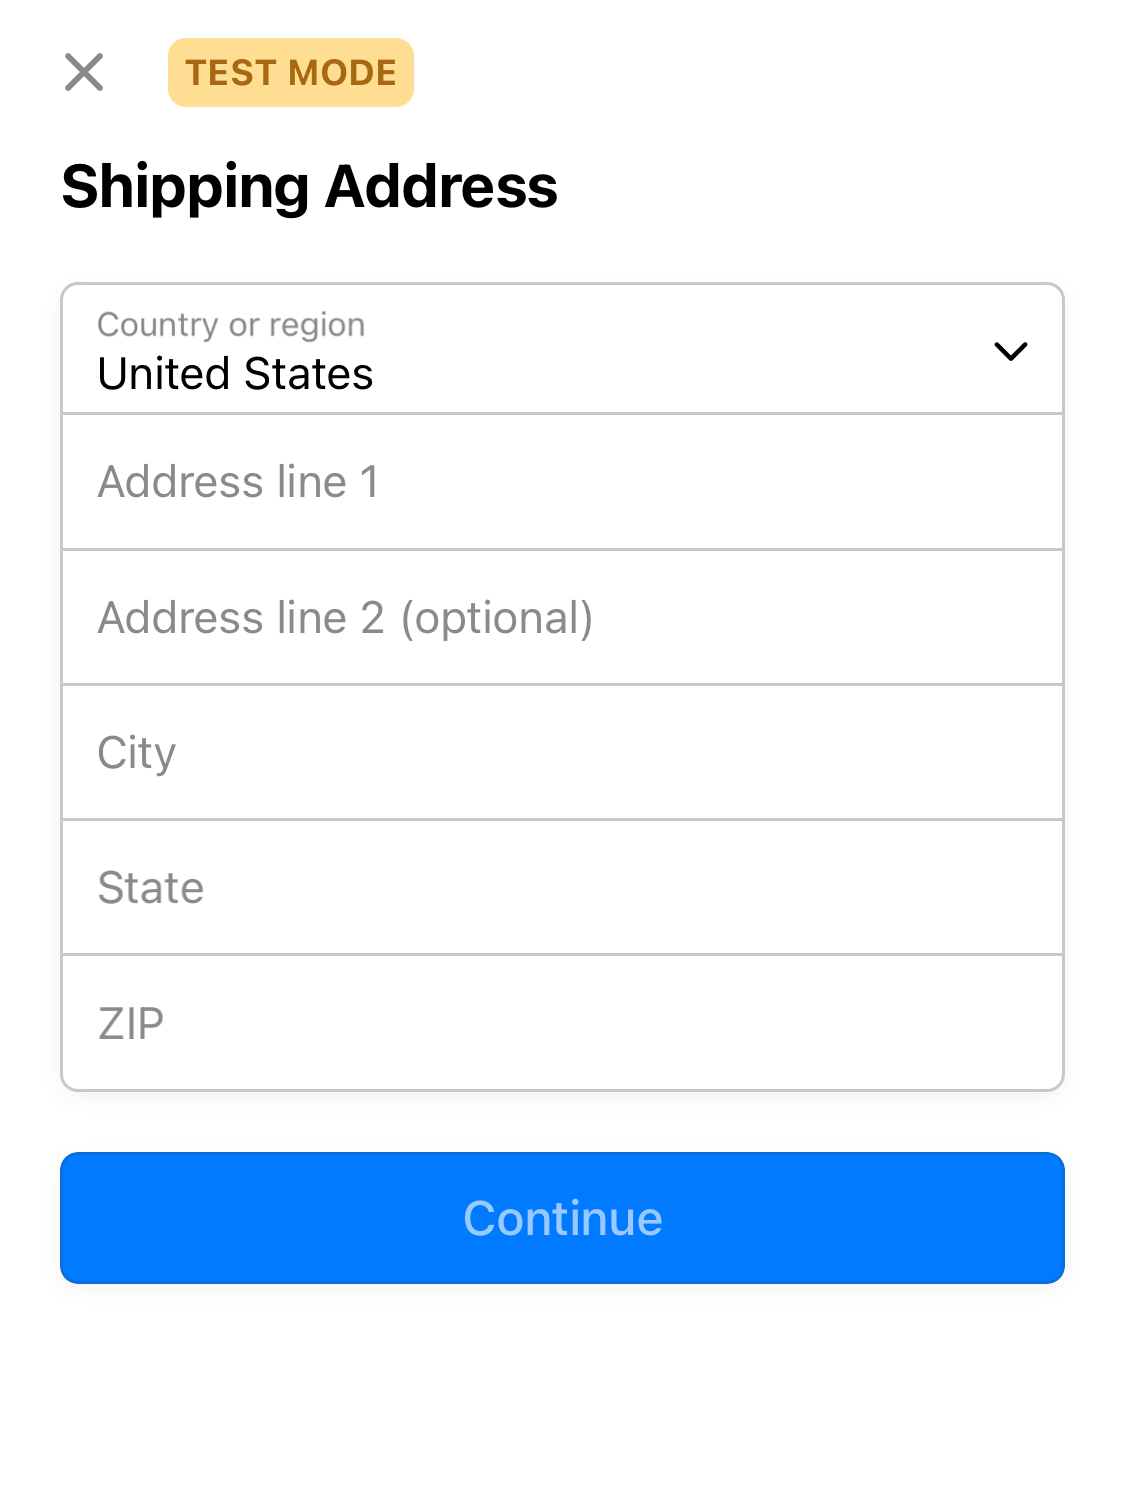 TEST MODE
Shipping Address
Country or region
United States
Address line 1
Address line 2 (optional)
City
State
ZIP
Continue